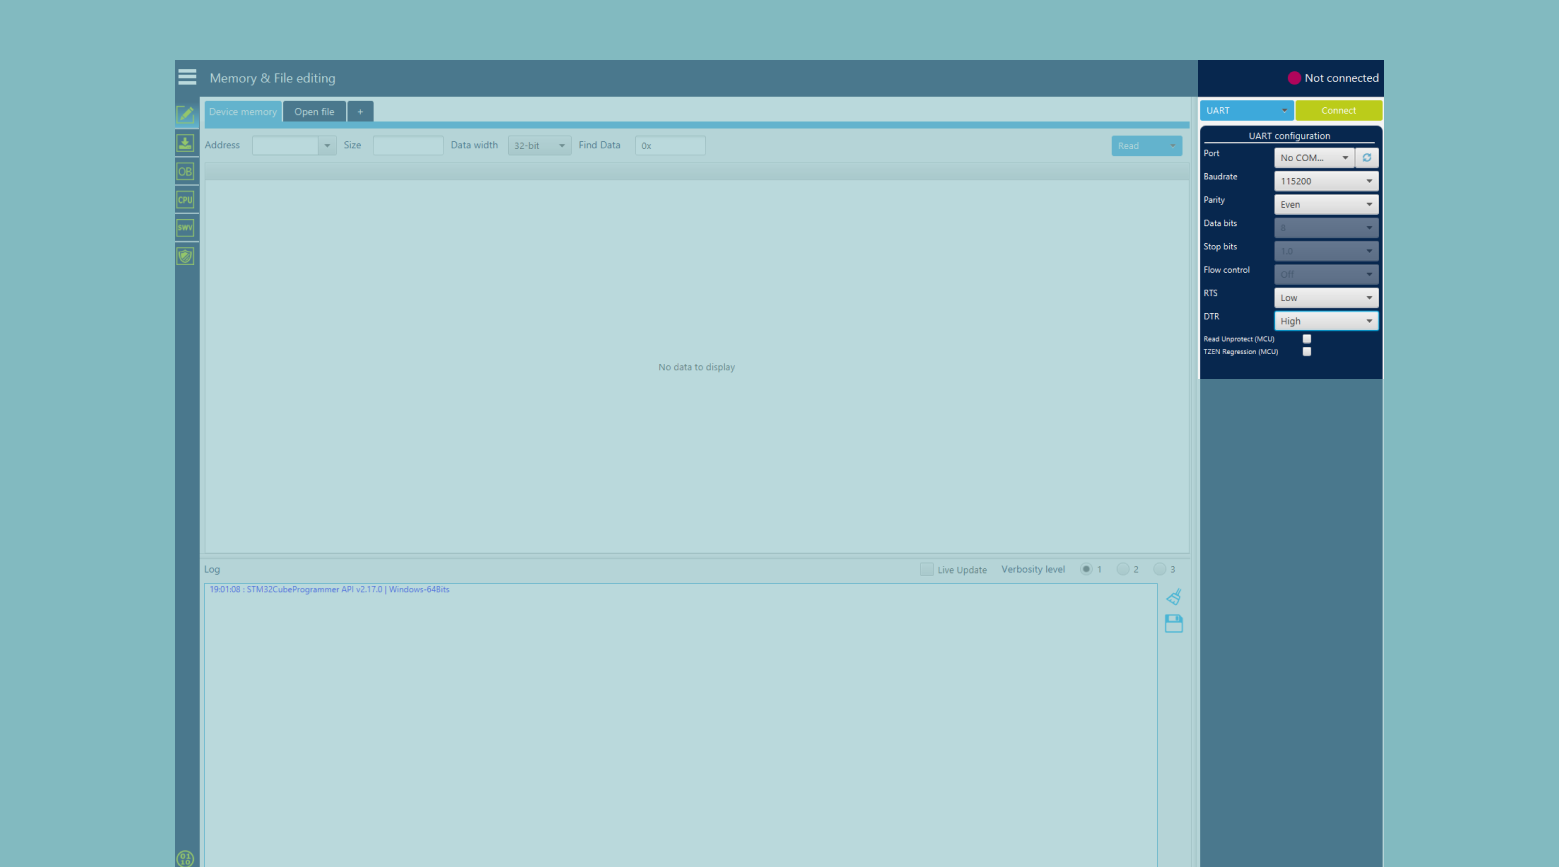 Memory & File editing
Not connected
Device memory
Open file
+
UART
Connect
Address
Size
Data width
32-bit
Find Data
0x
Read
UART configuration
Port
No COM...
Baudrate
115200
Parity
Even
Data bits
8
Stop bits
1.0
Flow control
Off
RTS
Low
DTR
High
Read Unprotect (MCU)
TZEN Regression (MCU)
OB
CPU
SWV
No data to display
Log
Live Update
Verbosity level
1
2
3
19:01:08 : STM32CubeProgrammer API v2.17.0 | Windows-64Bits
01
10